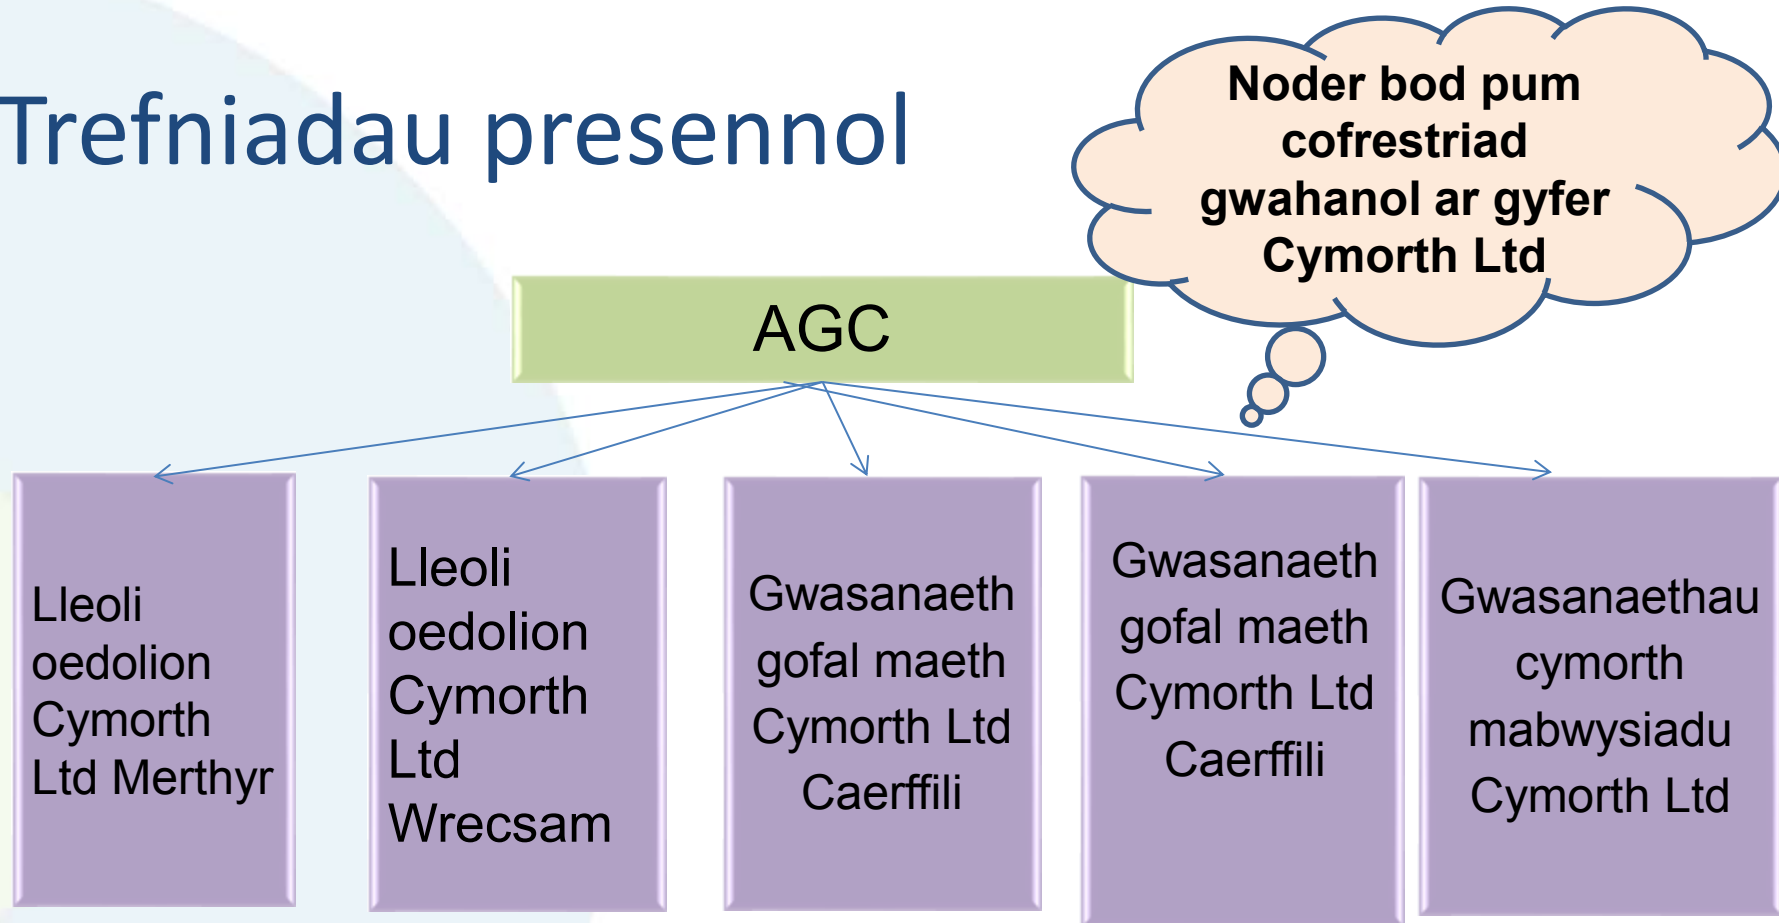 Trefniadau presennol
Noder bod pum
cofrestriad
gwahanol ar gyfer
Cymorth Ltd
AGC
Lleoli
oedolion
Cymorth
Ltd Merthyr
Lleoli
oedolion
Cymorth
Ltd
Wrecsam
Gwasanaeth
gofal maeth
Cymorth Ltd
Caerffili
Gwasanaeth
gofal maeth
Cymorth Ltd
Caerffili
Gwasanaethau
cymorth
mabwysiadu
Cymorth Ltd